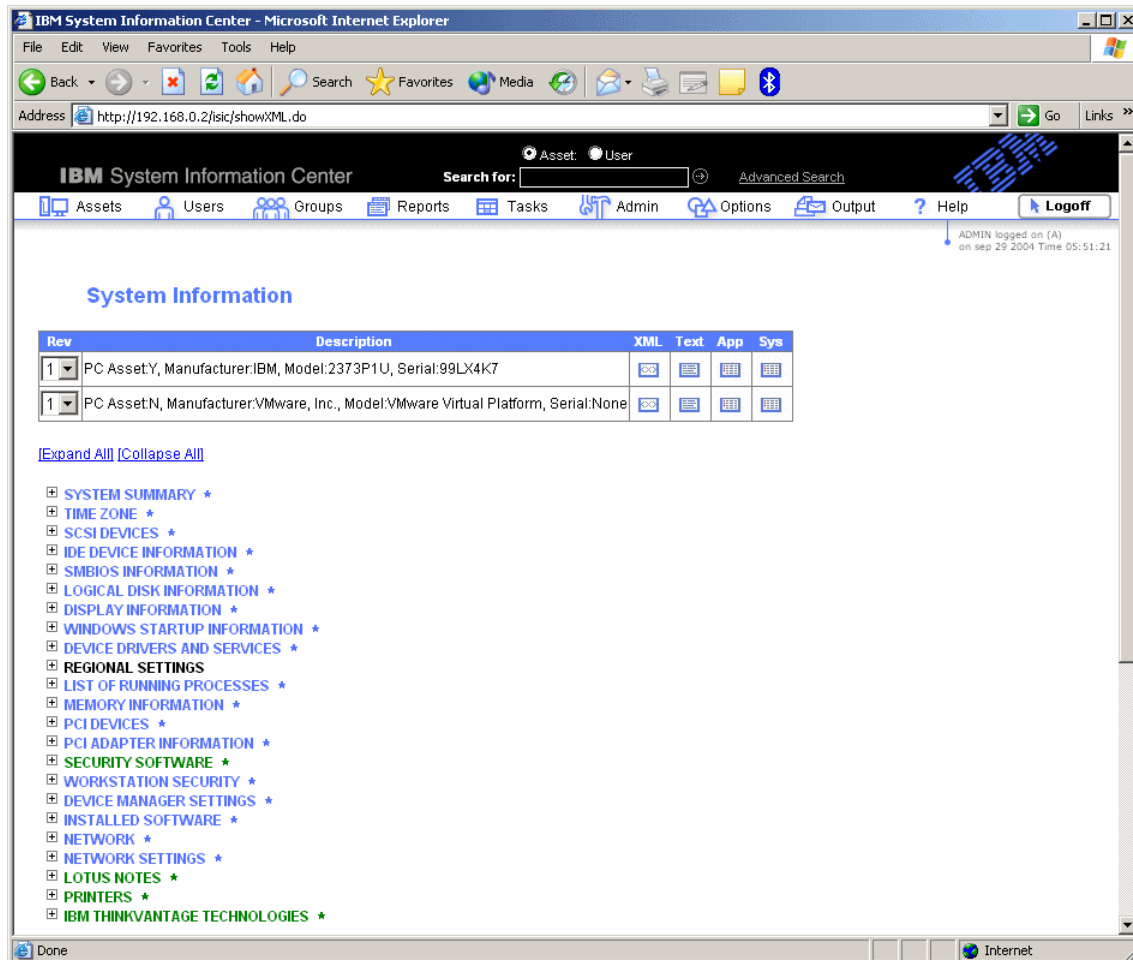 IBM System Information Center - Microsoft Internet Explorer
File Edit View Favorites Tools Help
Back Search Favorites Media
Address http://192.168.0.2/isic/showXML.do Go Links »
Asset: User
IBM System Information Center Search for: Advanced Search IBM
Assets Users Groups Reports Tasks Admin Options Output ? Help Logoff
ADMIN logged on (A)
on sep 29 2004 Time 05:51:21
System Information
Rev Description XML Text App Sys
1 PC Asset:Y, Manufacturer:IBM, Model:2373P1U, Serial:99LX4K7
1 PC Asset:N, Manufacturer:VMware, Inc., Model:VMware Virtual Platform, Serial:None
[Expand All] [Collapse All]
SYSTEM SUMMARY *
TIME ZONE *
SCSI DEVICES *
IDE DEVICE INFORMATION *
SMBIOS INFORMATION *
LOGICAL DISK INFORMATION *
DISPLAY INFORMATION *
WINDOWS STARTUP INFORMATION *
DEVICE DRIVERS AND SERVICES *
REGIONAL SETTINGS
LIST OF RUNNING PROCESSES *
MEMORY INFORMATION *
PCI DEVICES *
PCI ADAPTER INFORMATION *
SECURITY SOFTWARE *
WORKSTATION SECURITY *
DEVICE MANAGER SETTINGS *
INSTALLED SOFTWARE *
NETWORK *
NETWORK SETTINGS *
LOTUS NOTES *
PRINTERS *
IBM THINKVANTAGE TECHNOLOGIES *
Done Internet